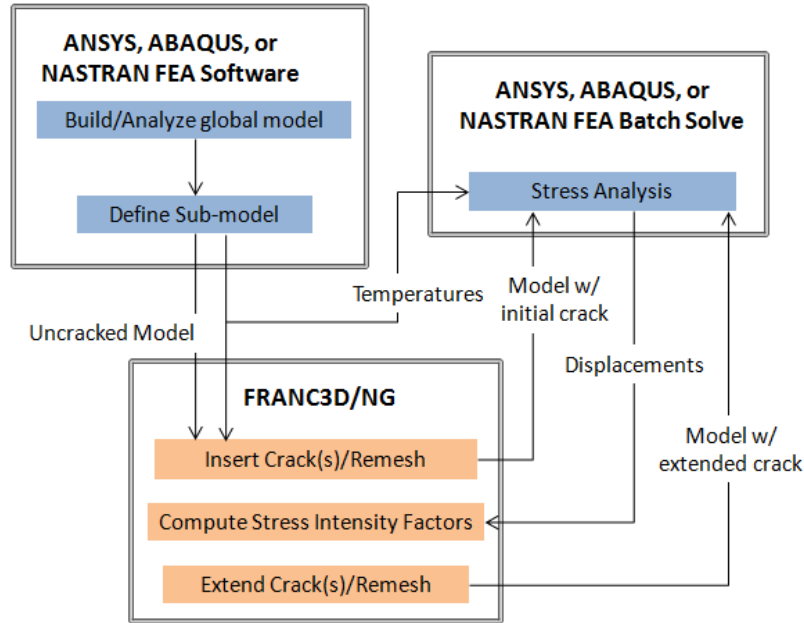 ANSYS, ABAQUS, or
NASTRAN FEA Software
Build/Analyze global model
Define Sub-model
ANSYS, ABAQUS, or
NASTRAN FEA Batch Solve
Stress Analysis
Uncracked Model
Temperatures
Model w/
initial crack
Displacements
Model w/
extended crack
FRANC3D/NG
Insert Crack(s)/Remesh
Compute Stress Intensity Factors
Extend Crack(s)/Remesh